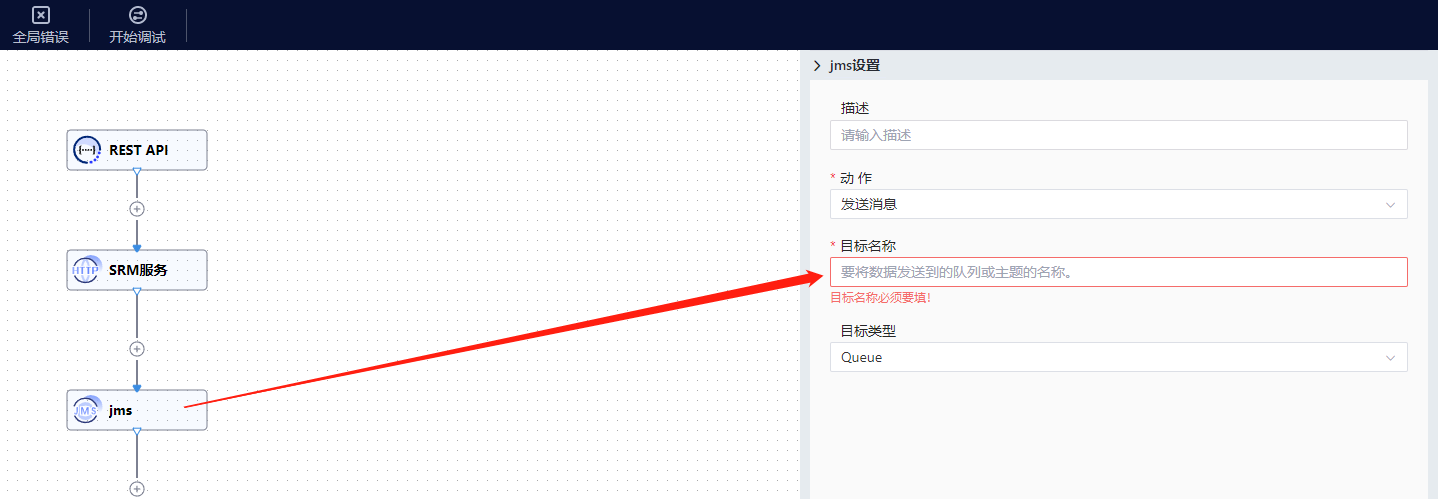 全局错误
开始调试
jms设置
描述
请输入描述
* 动 作
发送消息
* 目标名称
要将数据发送到的队列或主题的名称。
目标名称必须要填!
目标类型
Queue
{····}
REST API
HTTP
SRM服务
JMS
jms